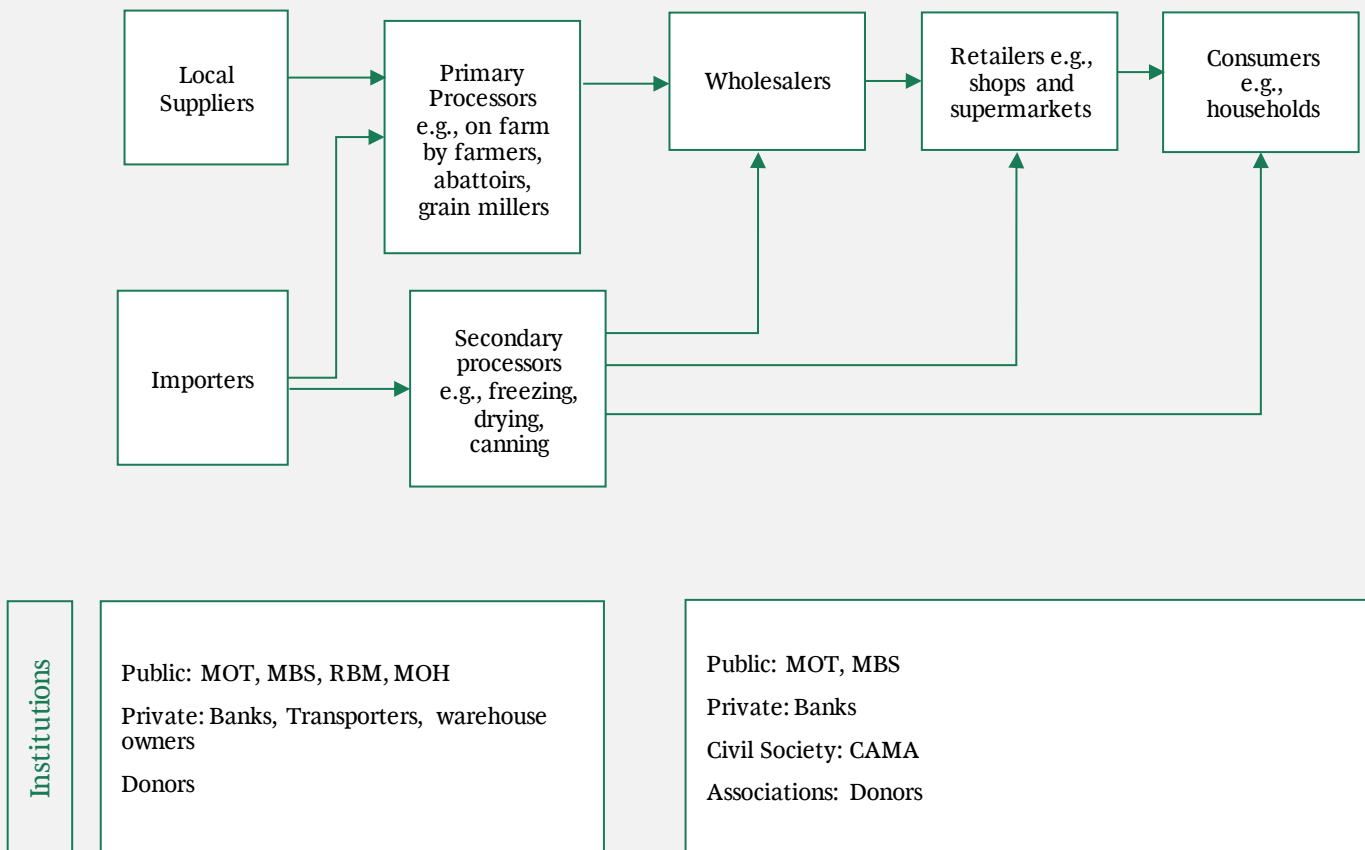 Local
Suppliers
Primary
Processors
e.g., on farm
by farmers,
abattoirs,
grain millers
Wholesalers
Retailers e.g.,
shops and
supermarkets
Consumers
e.g.,
households
Importers
Secondary
processors
e.g., freezing,
drying,
canning
Institutions
Public: MOT, MBS, RBM, MOH
Private: Banks, Transporters, warehouse
owners
Donors
Public: MOT, MBS
Private: Banks
Civil Society: CAMA
Associations: Donors